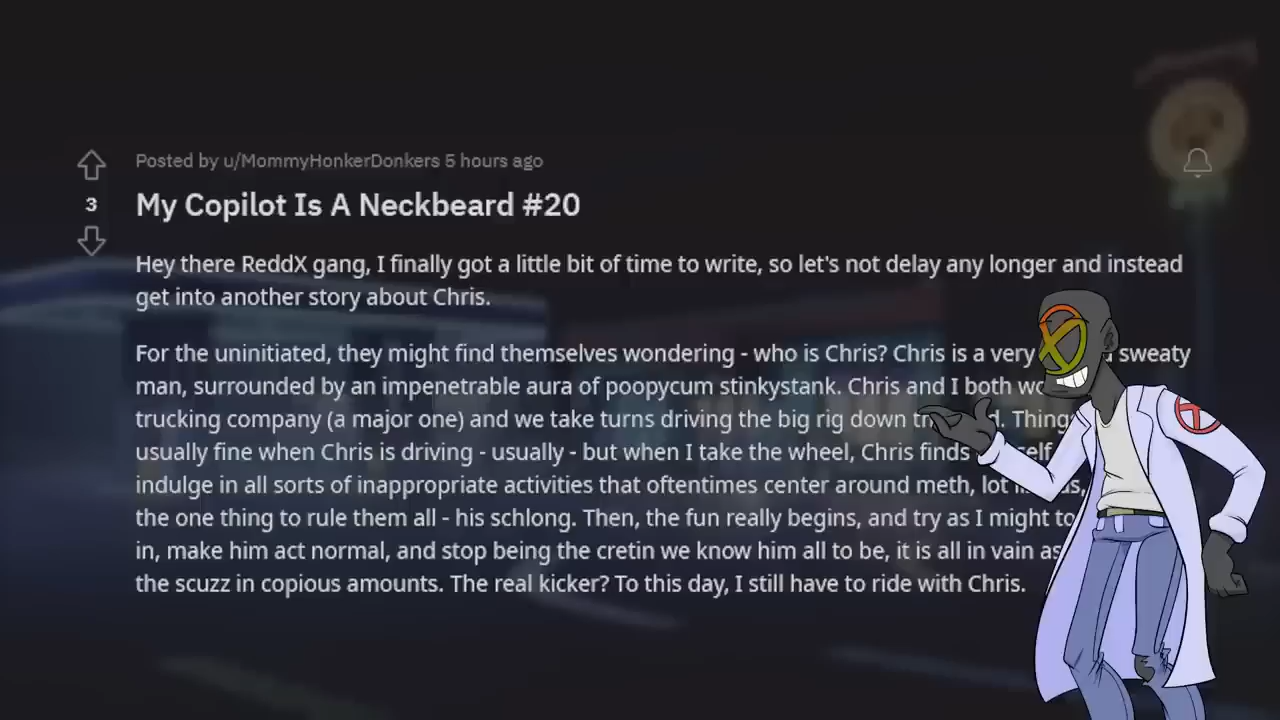 Posted by u/MommyHonkerDonkers 5 hours ago
3
My Copilot Is A Neckbeard #20
Hey there ReddX gang, I finally got a little bit of time to write, so let's not delay any longer and instead
get into another story about Chris.
For the uninitiated, they might find themselves wondering - who is Chris? Chris is a very sweaty
man, surrounded by an impenetrable aura of poopycum stinkystank. Chris and I both
trucking company (a major one) and we take turns driving the big rig down
usually fine when Chris is driving - usually - but when I take the wheel, Chris finds
indulge in all sorts of inappropriate activities that oftentimes center around meth, lot
the one thing to rule them all - his schlong. Then, the fun really begins, and try as I might to
in, make him act normal, and stop being the cretin we know him all to be, it is all in vain as
the scuzz in copious amounts. The real kicker? To this day, I still have to ride with Chris.